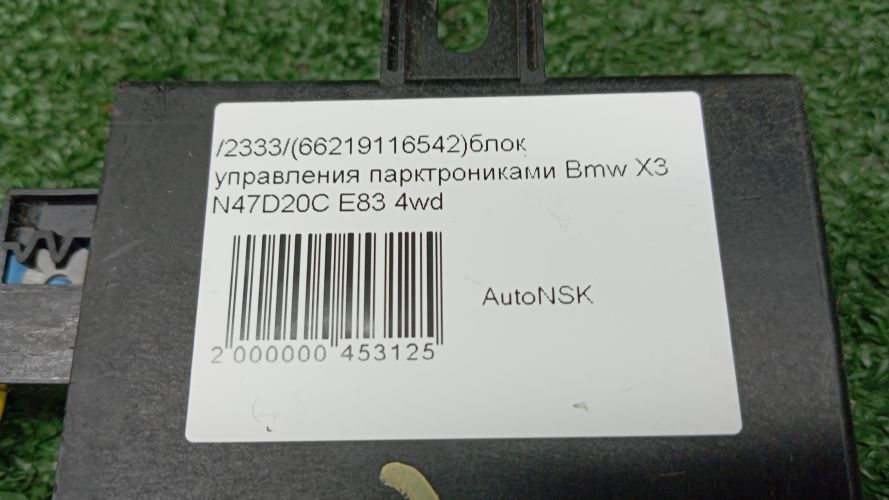 /2333/(66219116542)блок
управления парктрониками Bmw X3
N47D20C E83 4wd
AutoNSK
2 000000 453125